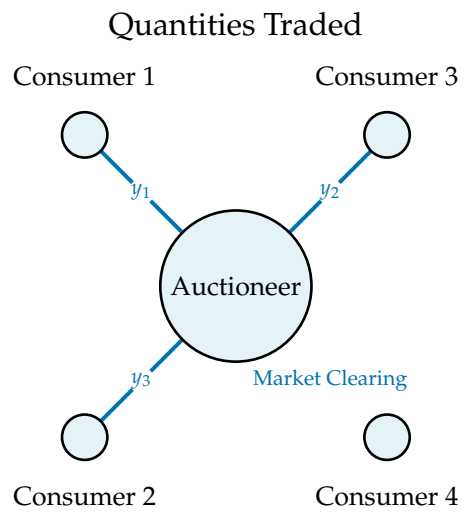 Quantities Traded
Consumer 1
Consumer 3
y₁
y₂
Auctioneer
y₃
Market Clearing
Consumer 2
Consumer 4